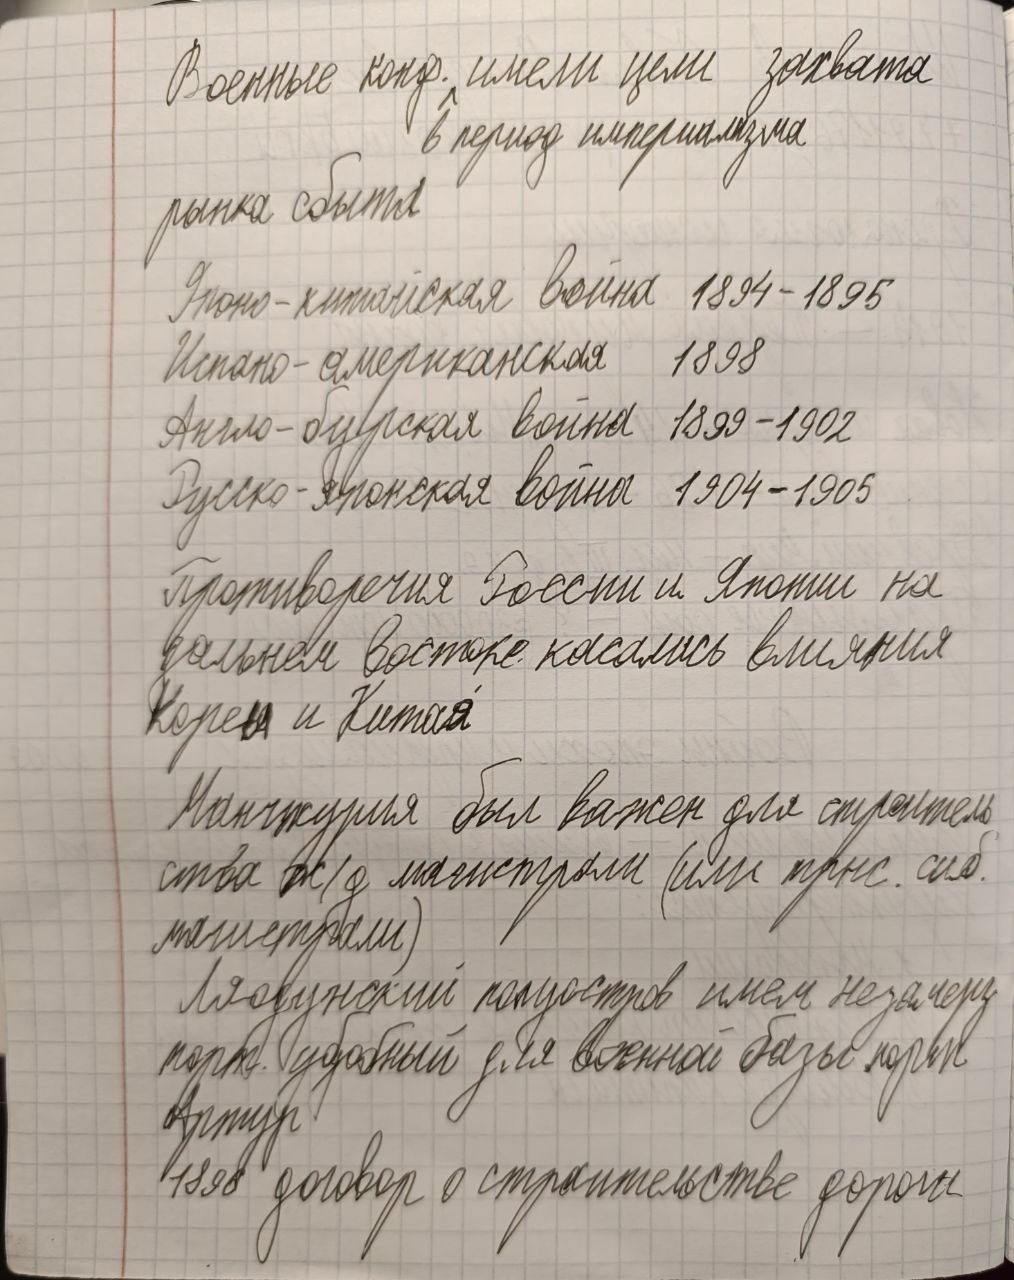 Военные конф. имели цели захвата
в период империализма
рынка сбыта
Японо-китайская война 1894-1895
Испано-американская 1898
Англо-бурская война 1899-1902
Русско-японская война 1904-1905
Противоречия России и Японии на
дальнем востоке касались влияния
Кореи и Китая
Манчжурия был важен для строитель
ства ж/д магистрали (или трнс. сиб.
магистрали)
Ляодунский полуостров имел незамерз
порт. удобный для военной базы порт
Артур
договор о строительстве дороги